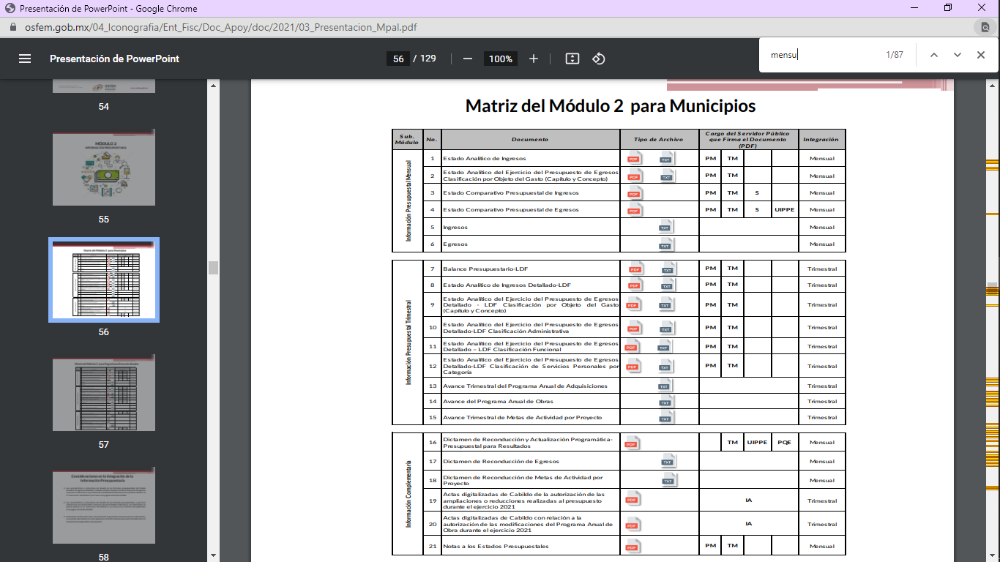 Presentación de PowerPoint - Google Chrome
osfem.gob.mx/04_Iconografia/Ent_Fisc/Doc_Apoy/doc/2021/03_Presentacion_Mpal.pdf
Presentación de PowerPoint
56 / 129
100%
mensu
1/87
54
MÓDULO 2
INFORMACIÓN PRESUPUESTARIA
55
56
57
58
Matriz del Módulo 2 para Municipios
Sub. Módulo No. Documento Tipo de Archivo Cargo del Servidor Público que Firma el Documento (PDF) Integración
Información Presupuestal Mensual
1 Estado Analítico de Ingresos PDF TXT PM TM Mensual
2 Estado Analítico del Ejercicio del Presupuesto de Egresos Clasificación por Objeto del Gasto (Capítulo y Concepto) PDF TXT PM TM Mensual
3 Estado Comparativo Presupuestal de Ingresos PDF PM TM S Mensual
4 Estado Comparativo Presupuestal de Egresos PDF PM TM S UIPPE Mensual
5 Ingresos TXT Mensual
6 Egresos TXT Mensual
Información Presupuestal Trimestral
7 Balance Presupuestario-LDF PDF TXT PM TM Trimestral
8 Estado Analítico de Ingresos Detallado-LDF PDF TXT PM TM Trimestral
9 Estado Analítico del Ejercicio del Presupuesto de Egresos Detallado - LDF Clasificación por Objeto del Gasto (Capítulo y Concepto) PDF TXT PM TM Trimestral
10 Estado Analítico del Ejercicio del Presupuesto de Egresos Detallado-LDF Clasificación Administrativa PDF TXT PM TM Trimestral
11 Estado Analítico del Ejercicio del Presupuesto de Egresos Detallado – LDF Clasificación Funcional PDF TXT PM TM Trimestral
12 Estado Analítico del Ejercicio del Presupuesto de Egresos Detallado-LDF Clasificación de Servicios Personales por Categoría PDF TXT PM TM Trimestral
13 Avance Trimestral del Programa Anual de Adquisiciones TXT Trimestral
14 Avance del Programa Anual de Obras TXT Trimestral
15 Avance Trimestral de Metas de Actividad por Proyecto TXT Trimestral
Información Complementaria
16 Dictamen de Reconducción y Actualización Programática-Presupuestal para Resultados PDF TM UIPPE PQE Mensual
17 Dictamen de Reconducción de Egresos TXT Mensual
18 Dictamen de Reconducción de Metas de Actividad por Proyecto TXT Mensual
19 Actas digitalizadas de Cabildo de la autorización de las ampliaciones o reducciones realizadas al presupuesto durante el ejercicio 2021 PDF IA Trimestral
20 Actas digitalizadas de Cabildo con relación a la autorización de las modificaciones del Programa Anual de Obra durante el ejercicio 2021 PDF IA Trimestral
21 Notas a los Estados Presupuestales PDF PM TM Mensual
Consideraciones en la Integración de la
Información Presupuestaria